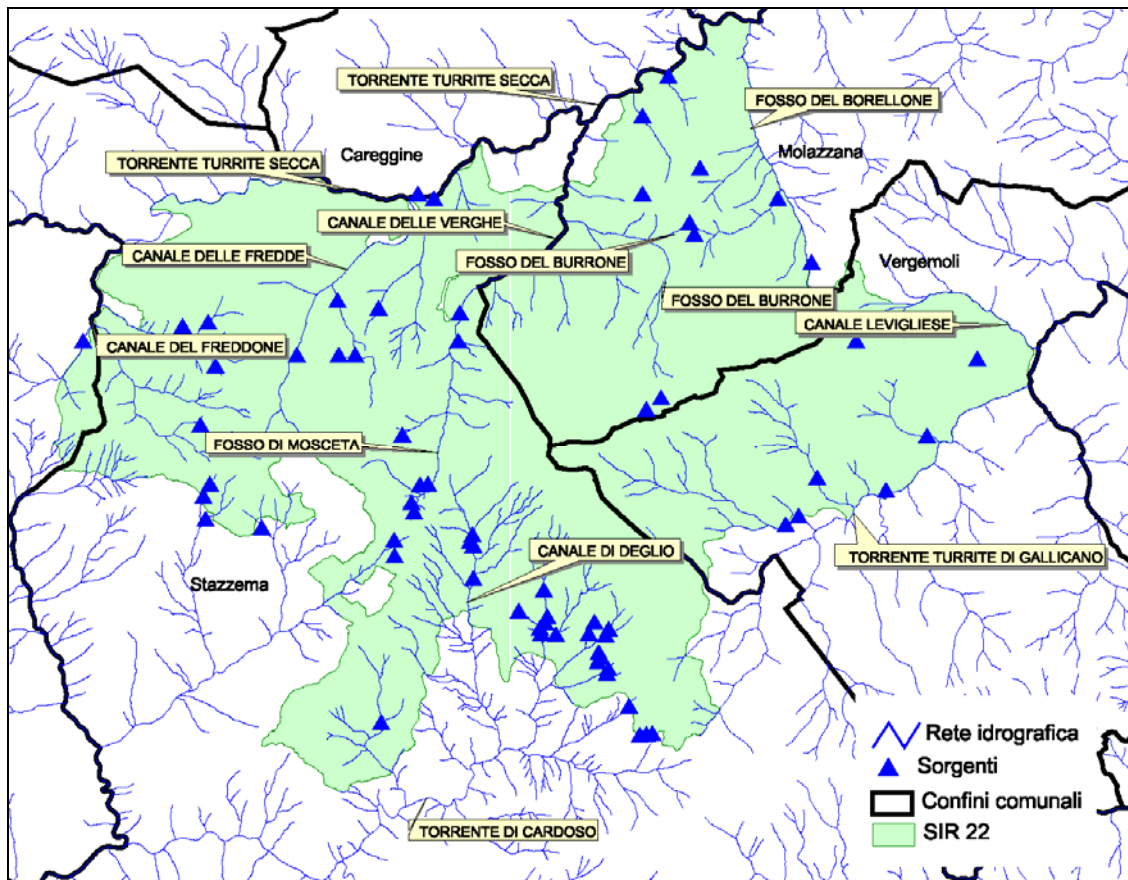 TORRENTE TURRITE SECCA
FOSSO DEL BORELLONE
Careggine
Molazzana
TORRENTE TURRITE SECCA
CANALE DELLE VERGHE
CANALE DELLE FREDDE
FOSSO DEL BURRONE
Vergemoli
FOSSO DEL BURRONE
CANALE LEVIGLIESE
CANALE DEL FREDDONE
FOSSO DI MOSCETA
CANALE DI DEGLIO
TORRENTE TURRITE DI GALLICANO
Stazzema
TORRENTE DI CARDOSO
Rete idrografica
Sorgenti
Confini comunali
SIR 22